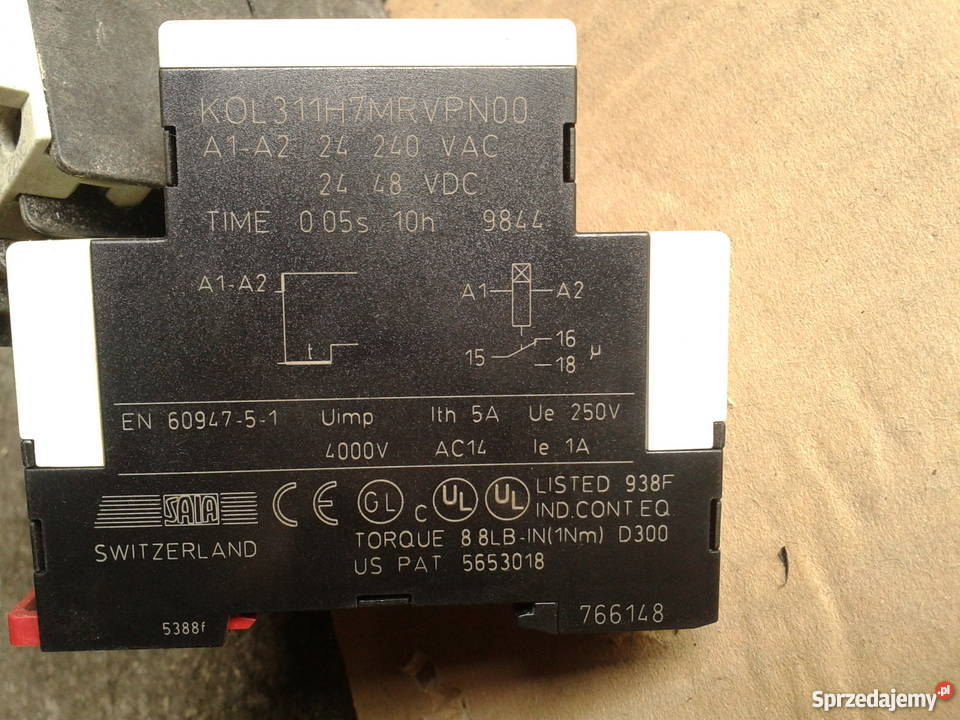 KOL311H7MRVPN00
A1-A2 24 240 VAC
24 48 VDC
TIME 0.05s 10h 9844
A1-A2
t
A1 A2
15 16
18 µ
EN 60947-5-1 Uimp Ith 5A Ue 250V
4000V AC14 Ie 1A
SAIA CE GL c UL UL LISTED 938F
IND.CONT.EQ.
SWITZERLAND
TORQUE 8.8LB-IN(1Nm) D300
US PAT 5653018
5388f
766148
Sprzedajemy.pl